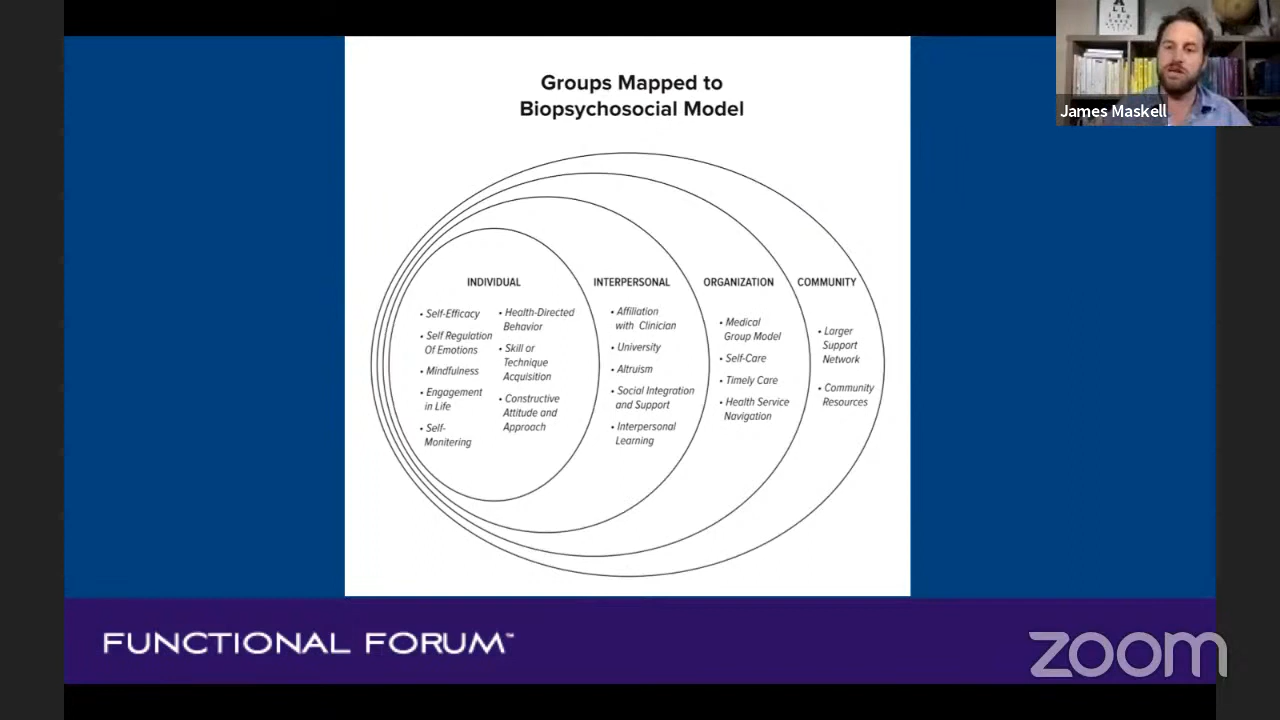 Groups Mapped to
Biopsychosocial Model
James Maskell
INDIVIDUAL
• Self-Efficacy
• Self Regulation
Of Emotions
• Mindfulness
• Engagement
in Life
• Self-
Monitering
• Health-Directed
Behavior
• Skill or
Technique
Acquisition
• Constructive
Attitude and
Approach
INTERPERSONAL
• Affiliation
with Clinician
• University
• Altruism
• Social Integration
and Support
• Interpersonal
Learning
ORGANIZATION
• Medical
Group Model
• Self-Care
• Timely Care
• Health Service
Navigation
COMMUNITY
• Larger
Support
Network
• Community
Resources
FUNCTIONAL FORUM™
zoom